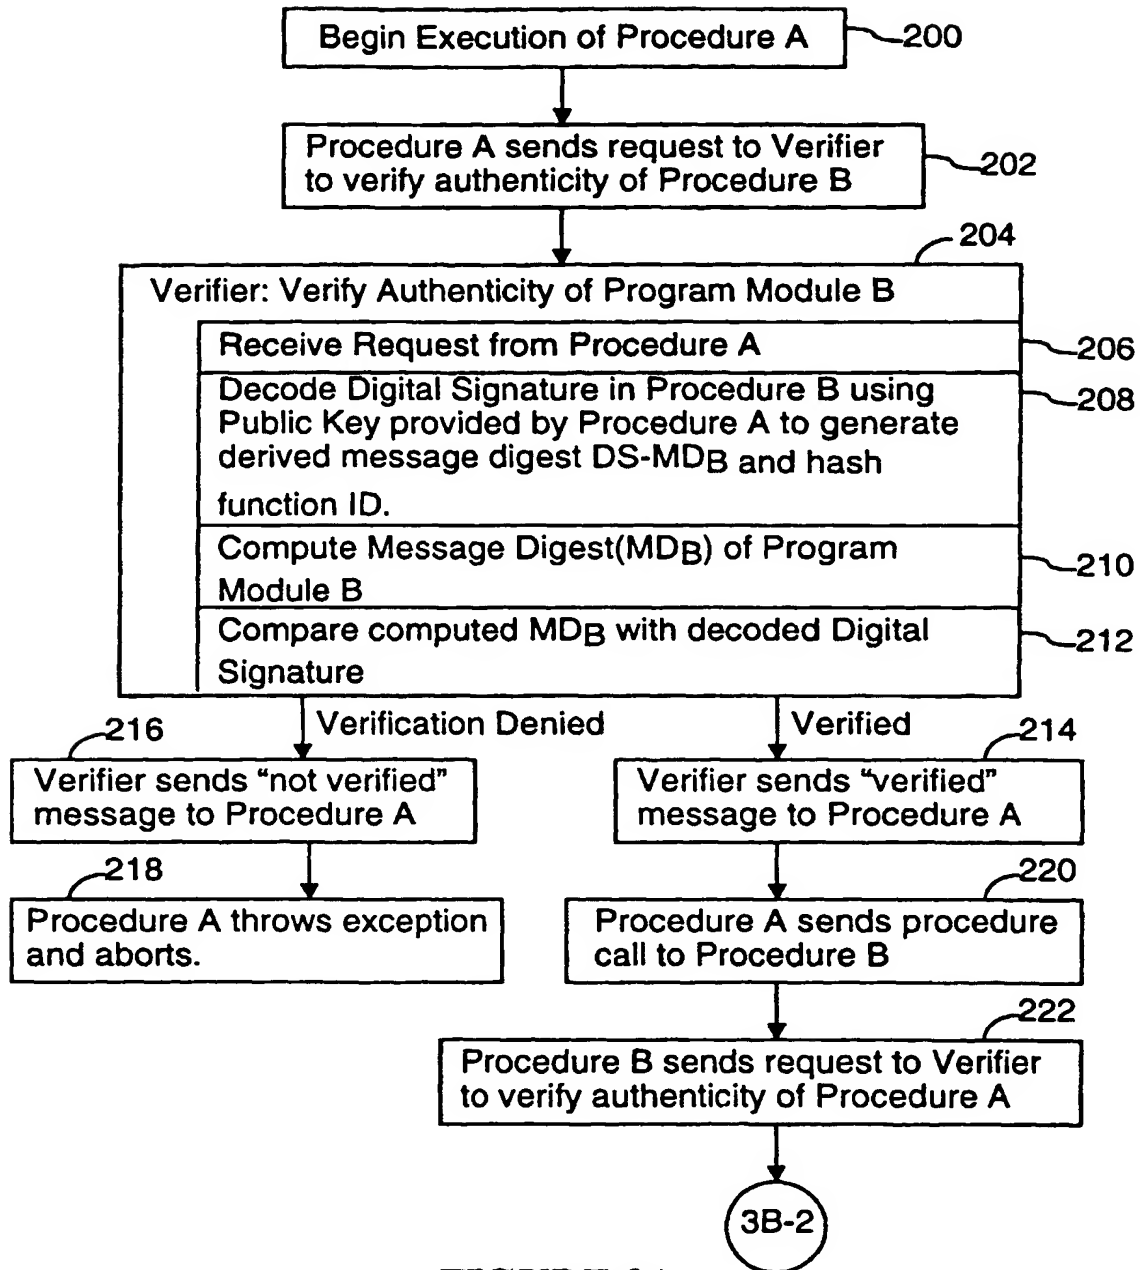 Begin Execution of Procedure A
200
Procedure A sends request to Verifier
to verify authenticity of Procedure B
202
204
Verifier: Verify Authenticity of Program Module B
Receive Request from Procedure A
206
Decode Digital Signature in Procedure B using
Public Key provided by Procedure A to generate
derived message digest DS-MDB and hash
function ID.
208
Compute Message Digest(MDB) of Program
Module B
210
Compare computed MDB with decoded Digital
Signature
212
Verification Denied
Verified
216
Verifier sends "not verified"
message to Procedure A
214
Verifier sends "verified"
message to Procedure A
218
Procedure A throws exception
and aborts.
220
Procedure A sends procedure
call to Procedure B
222
Procedure B sends request to Verifier
to verify authenticity of Procedure A
3B-2